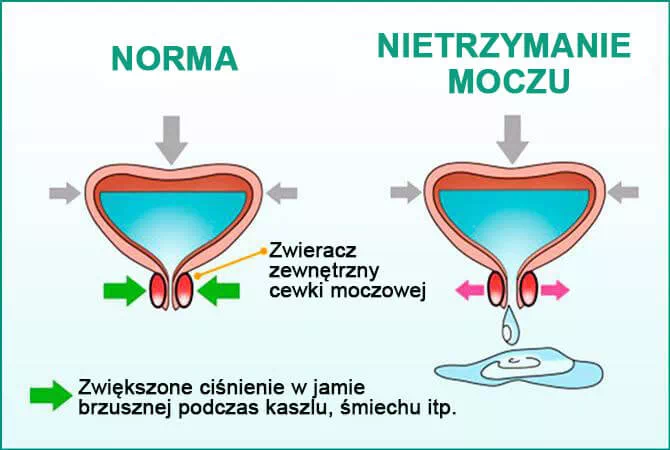 NORMA
NIETRZYMANIE
MOCZU
Zwieracz
zewnętrzny
cewki moczowej
Zwiększone ciśnienie w jamie
brzusznej podczas kaszlu, śmiechu itp.